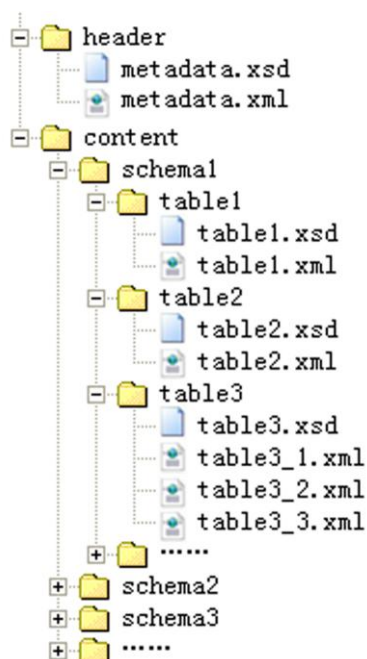 header
metadata.xsd
metadata.xml
content
schema1
table1
table1.xsd
table1.xml
table2
table2.xsd
table2.xml
table3
table3.xsd
table3_1.xml
table3_2.xml
table3_3.xml
……
schema2
schema3
……